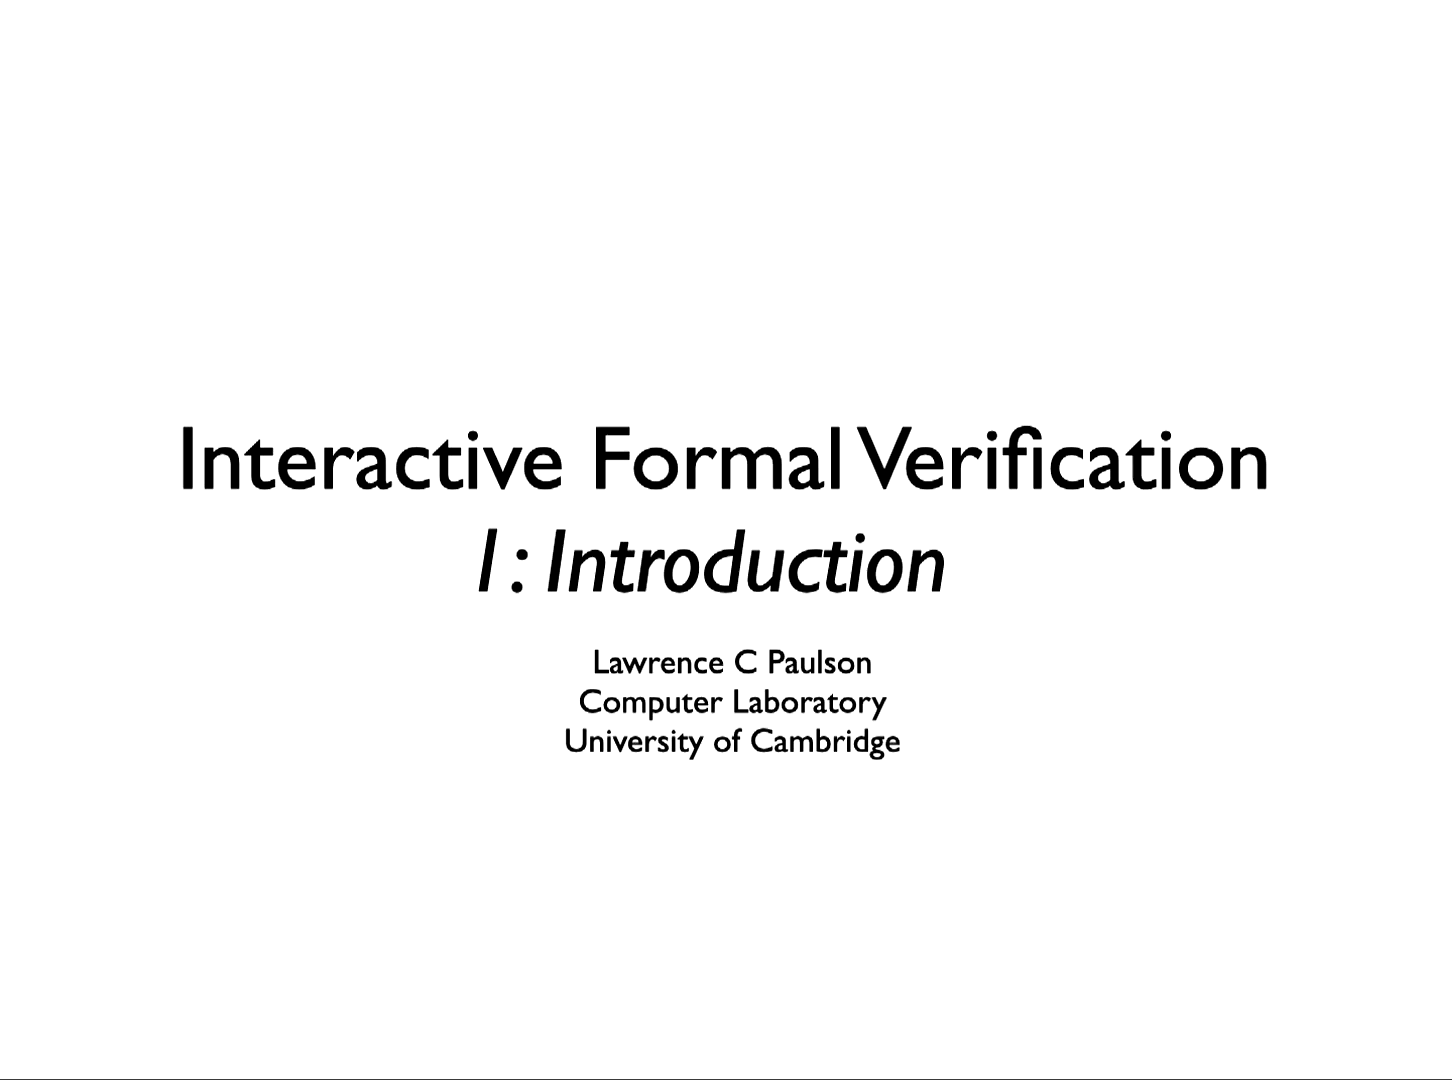 Interactive Formal Verification
1: Introduction
Lawrence C Paulson
Computer Laboratory
University of Cambridge